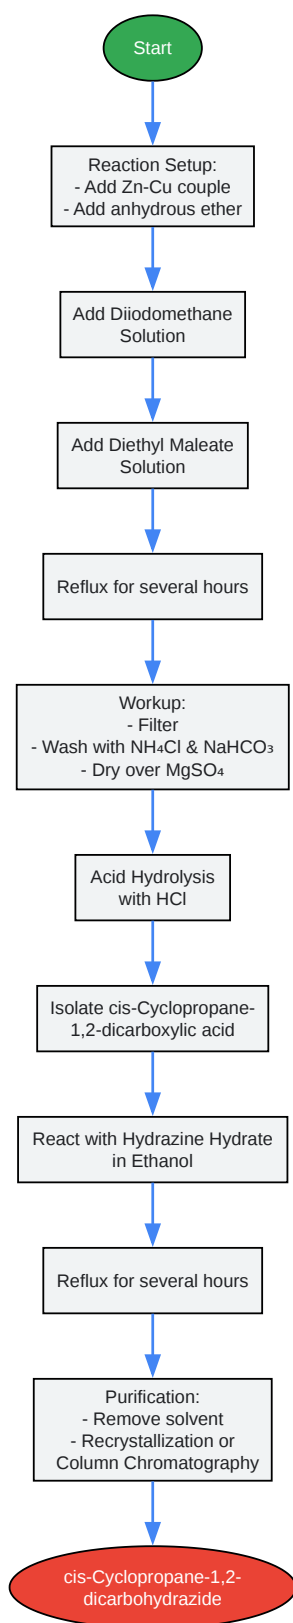 Start
Reaction Setup:
- Add Zn-Cu couple
- Add anhydrous ether
Add Diiodomethane
Solution
Add Diethyl Maleate
Solution
Reflux for several hours
Workup:
- Filter
- Wash with NH₄Cl & NaHCO₃
- Dry over MgSO₄
Acid Hydrolysis
with HCl
Isolate cis-Cyclopropane-
1,2-dicarboxylic acid
React with Hydrazine Hydrate
in Ethanol
Reflux for several hours
Purification:
- Remove solvent
- Recrystallization or
Column Chromatography
cis-Cyclopropane-1,2-
dicarbohydrazide